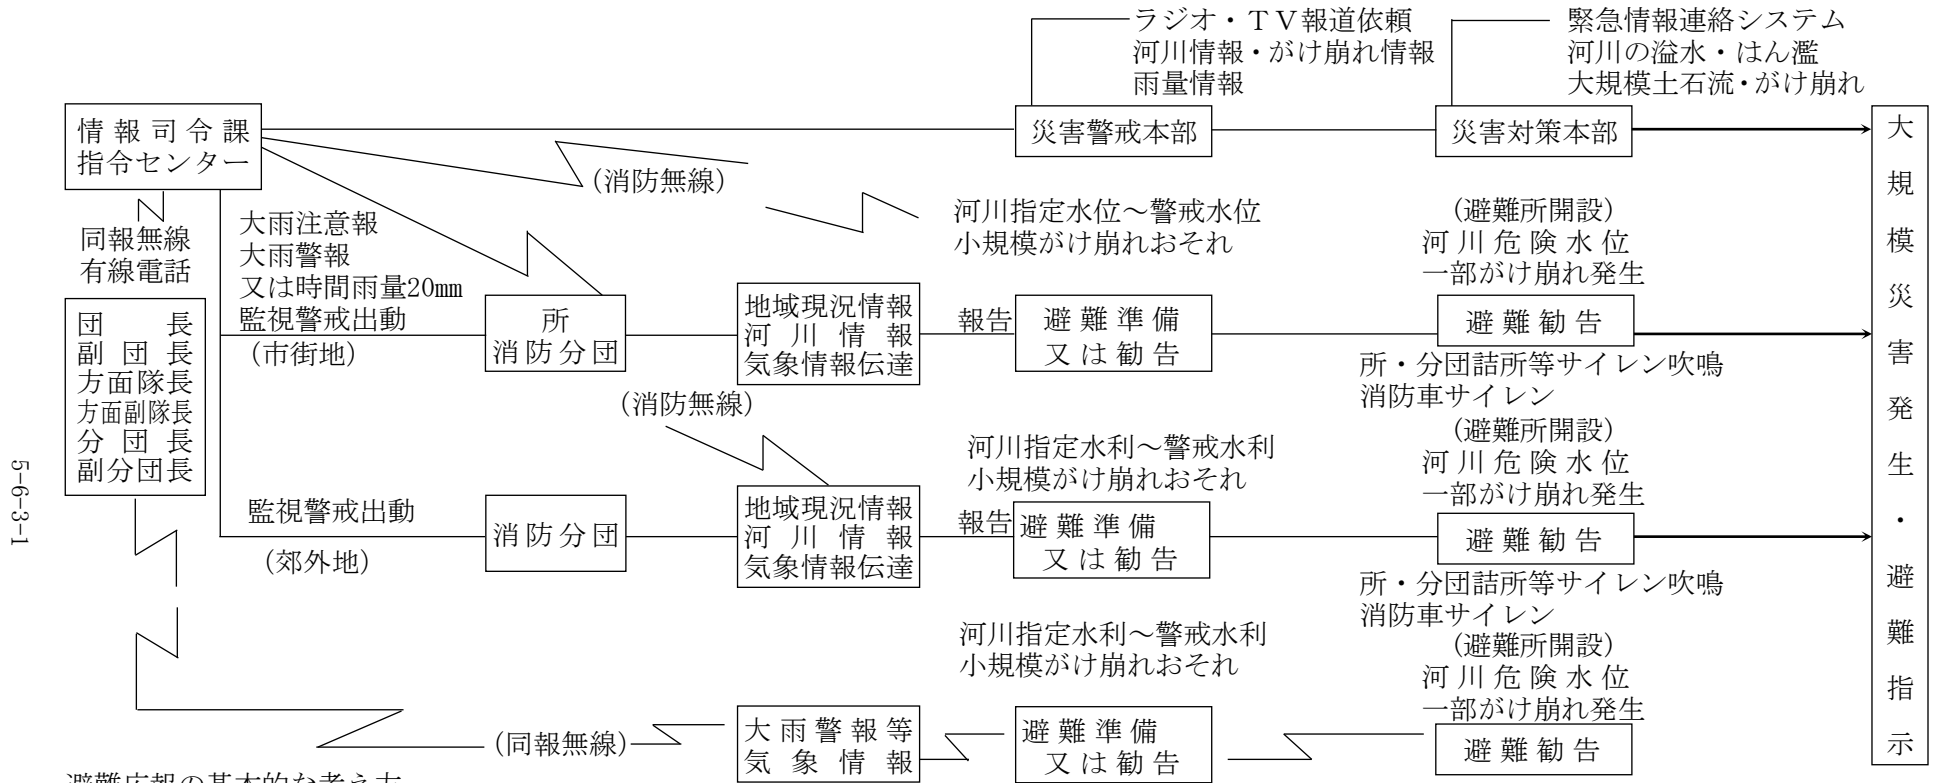 ラジオ・ＴＶ報道依頼
河川情報・がけ崩れ情報
雨量情報
緊急情報連絡システム
河川の溢水・はん濫
大規模土石流・がけ崩れ
情報司令課
指令センター
災害警戒本部
災害対策本部
大規模災害発生・避難指示
(消防無線)
同報無線
有線電話
大雨注意報
大雨警報
又は時間雨量20㎜
監視警戒出動
(市街地)
河川指定水位～警戒水位
小規模がけ崩れおそれ
(避難所開設)
河川危険水位
一部がけ崩れ発生
団長
副団長
方面隊長
方面副隊長
分団長
副分団長
所
消防分団
地域現況情報
河川情報
気象情報伝達
報告
避難準備
又は勧告
避難勧告
所・分団詰所等サイレン吹鳴
消防車サイレン
(消防無線)
河川指定水利～警戒水利
小規模がけ崩れおそれ
(避難所開設)
河川危険水位
一部がけ崩れ発生
監視警戒出動
(郊外地)
消防分団
地域現況情報
河川情報
気象情報伝達
報告
避難準備
又は勧告
避難勧告
所・分団詰所等サイレン吹鳴
消防車サイレン
河川指定水利～警戒水利
小規模がけ崩れおそれ
(避難所開設)
河川危険水位
一部がけ崩れ発生
(同報無線)
大雨警報等
気象情報
避難準備
又は勧告
避難勧告
避難広報の基本的な考え方
5-6-3-1